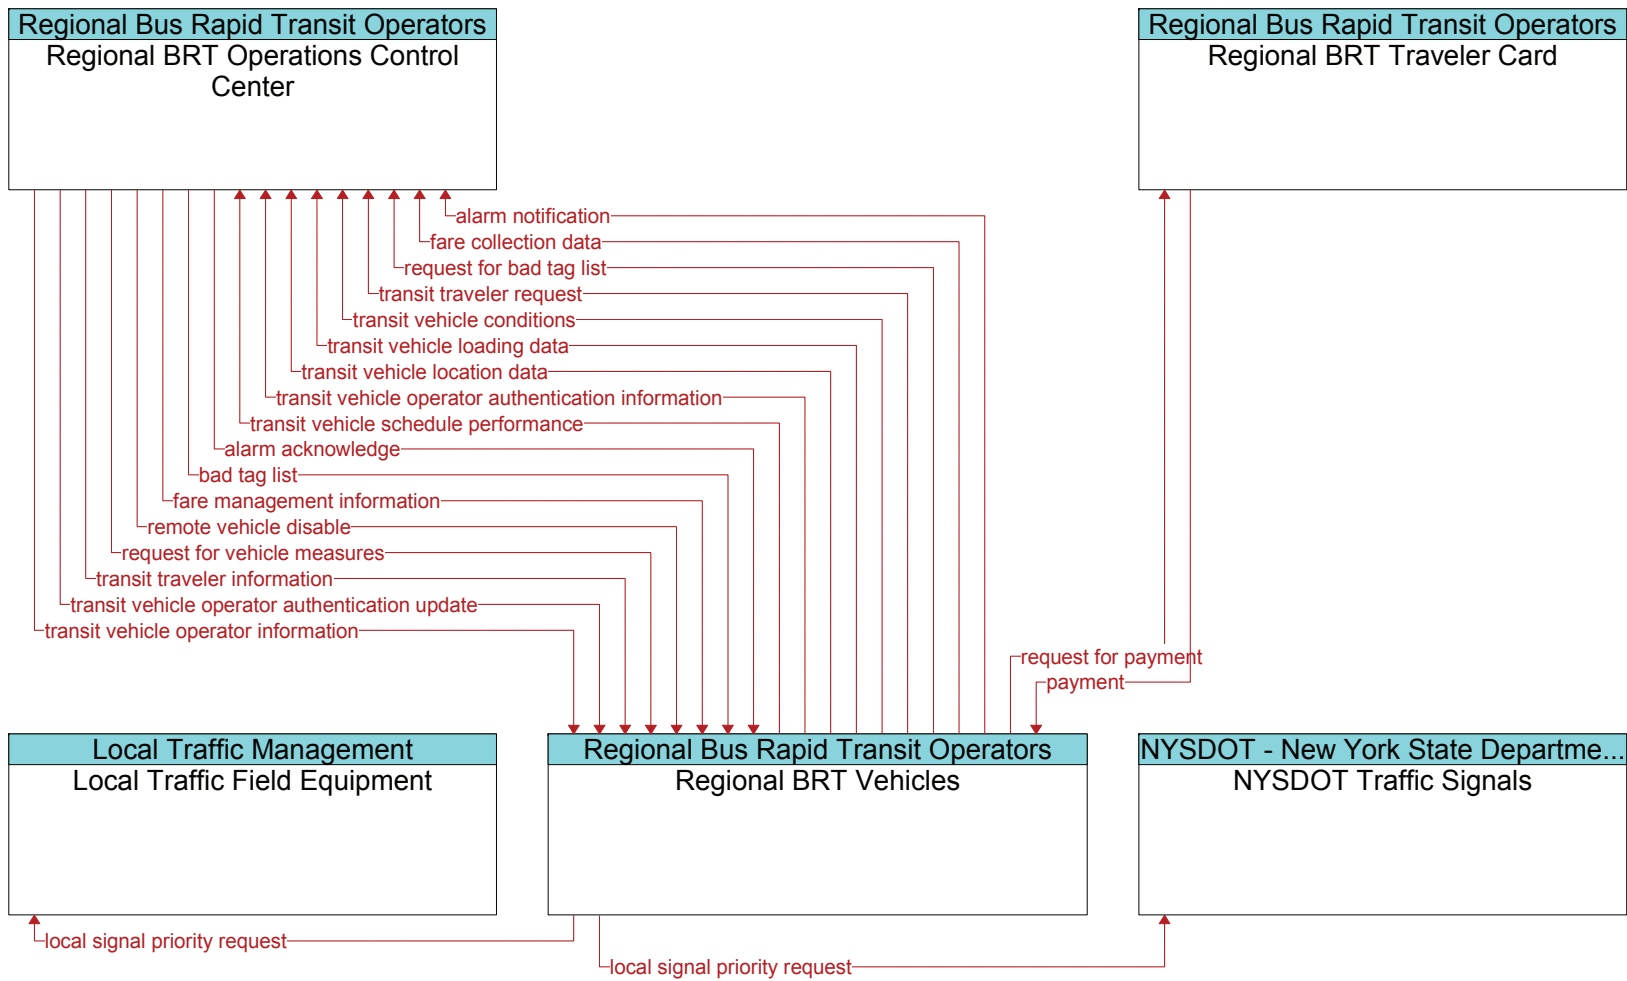 Regional Bus Rapid Transit Operators
Regional BRT Operations Control
Center
Regional Bus Rapid Transit Operators
Regional BRT Traveler Card
alarm notification
fare collection data
request for bad tag list
transit traveler request
transit vehicle conditions
transit vehicle loading data
transit vehicle location data
transit vehicle operator authentication information
transit vehicle schedule performance
alarm acknowledge
bad tag list
fare management information
remote vehicle disable
request for vehicle measures
transit traveler information
transit vehicle operator authentication update
transit vehicle operator information
request for payment
payment
Local Traffic Management
Local Traffic Field Equipment
Regional Bus Rapid Transit Operators
Regional BRT Vehicles
NYSDOT - New York State Departme...
NYSDOT Traffic Signals
local signal priority request
local signal priority request